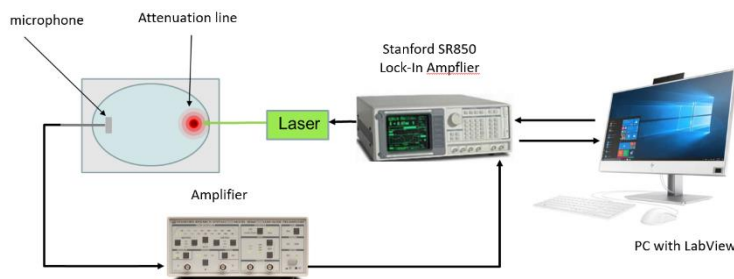 microphone
Attenuation line
Stanford SR850
Lock-In Ampflier
Laser
Amplifier
PC with LabView